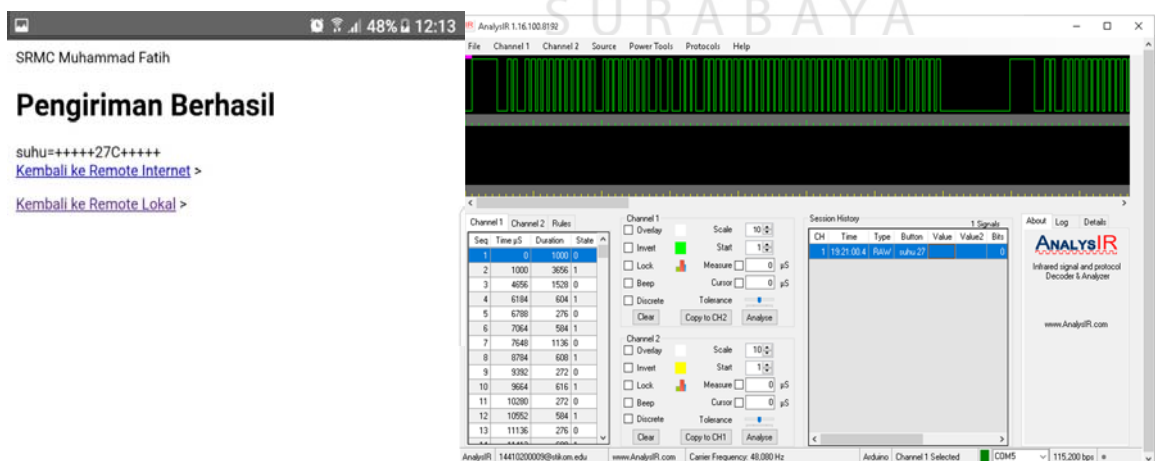 SURABAYA
48% 12:13
SRMC Muhammad Fatih
Pengiriman Berhasil
suhu=+++++27C+++++
Kembali ke Remote Internet >
Kembali ke Remote Lokal >
IR AnalysIR 1.16.100.8192
File Channel 1 Channel 2 Source Power Tools Protocols Help
Channel 1 Channel 2 Rules
Seq Time µS Duration State
1 0 1000 0
2 1000 3656 1
3 4656 1528 0
4 6184 604 1
5 6788 276 0
6 7064 584 1
7 7648 1136 0
8 8784 608 1
9 9392 272 0
10 9664 616 1
11 10280 272 0
12 10552 584 1
13 11136 276 0
Channel 1
Overlay Scale 10
Invert Start 1
Lock Measure 0 µS
Beep Cursor 0 µS
Discrete Tolerance
Clear Copy to CH2 Analyse
Channel 2
Overlay Scale 10
Invert Start 1
Lock Measure 0 µS
Beep Cursor 0 µS
Discrete Tolerance
Clear Copy to CH1 Analyse
Session History 1 Signals
CH Time Type Button Value Value2 Bits
1 19:21:00.4 RAW suhu 27 0
About Log Details
ANALYSIR
Infrared signal and protocol
Decoder & Analyzer
www.AnalysIR.com
AnalysIR 14410200009@stikom.edu www.AnalysIR.com Carrier Frequency: 48,080 Hz Arduino Channel 1 Selected COM5 115,200 bps